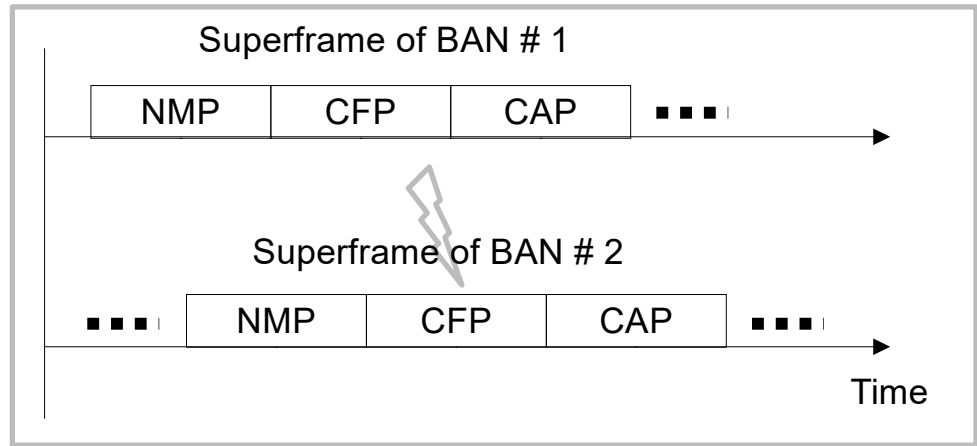 Superframe of BAN # 1
NMP CFP CAP
Superframe of BAN # 2
NMP CFP CAP
Time